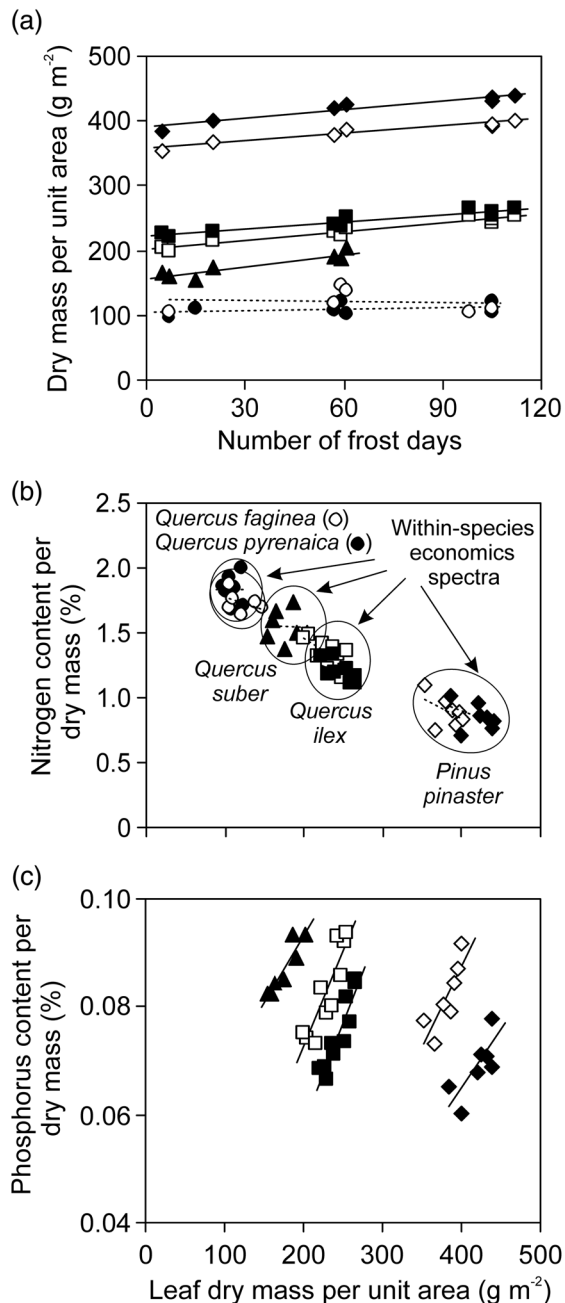 (a)
500
400
300
200
100
0
Dry mass per unit area (g m-2)
0 30 60 90 120
Number of frost days
(b)
2.5
2.0
1.5
1.0
0.5
0
Nitrogen content per
dry mass (%)
Quercus faginea (○)
Quercus pyrenaica (●)
Within-species
economics
spectra
Quercus
suber
Quercus
ilex
Pinus
pinaster
(c)
0.10
0.08
0.06
0.04
Phosphorus content per
dry mass (%)
0 100 200 300 400 500
Leaf dry mass per unit area (g m-2)